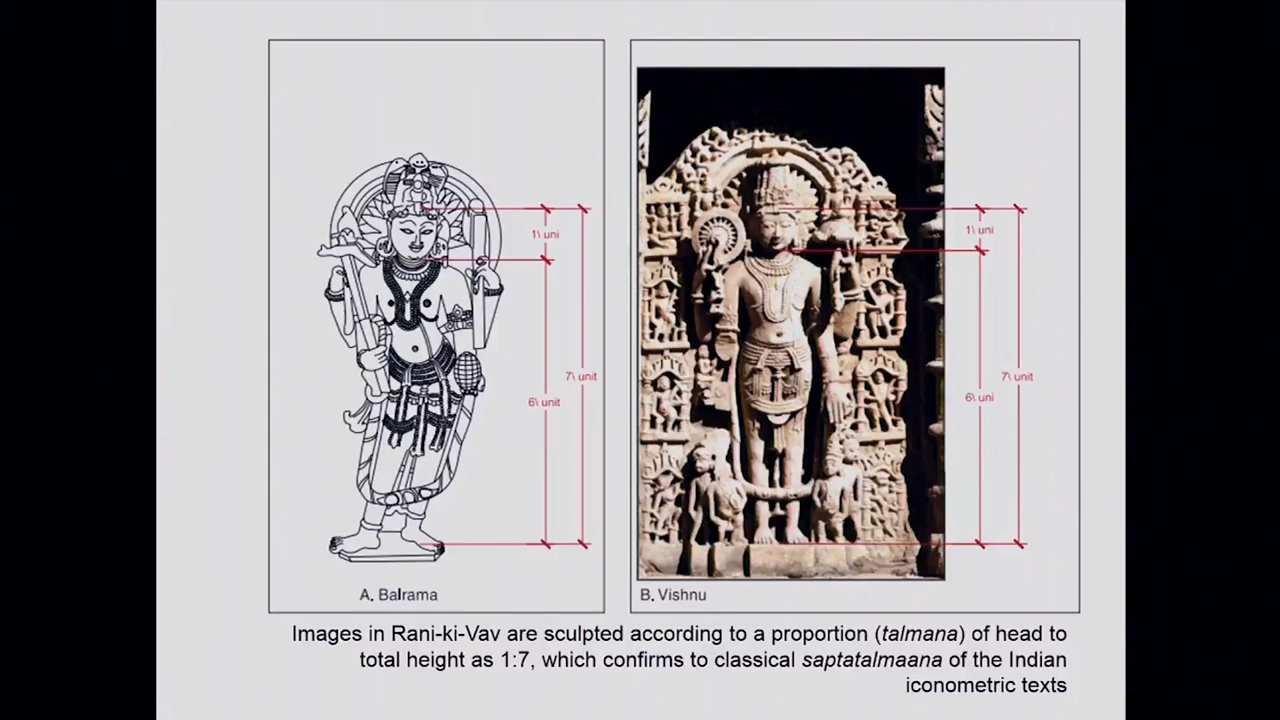 1\ uni
7\ unit
6\ unit
A. Balrama
1\ uni
7\ unit
6\ uni
B. Vishnu
Images in Rani-ki-Vav are sculpted according to a proportion (talmana) of head to
total height as 1:7, which confirms to classical saptatalmaana of the Indian
iconometric texts